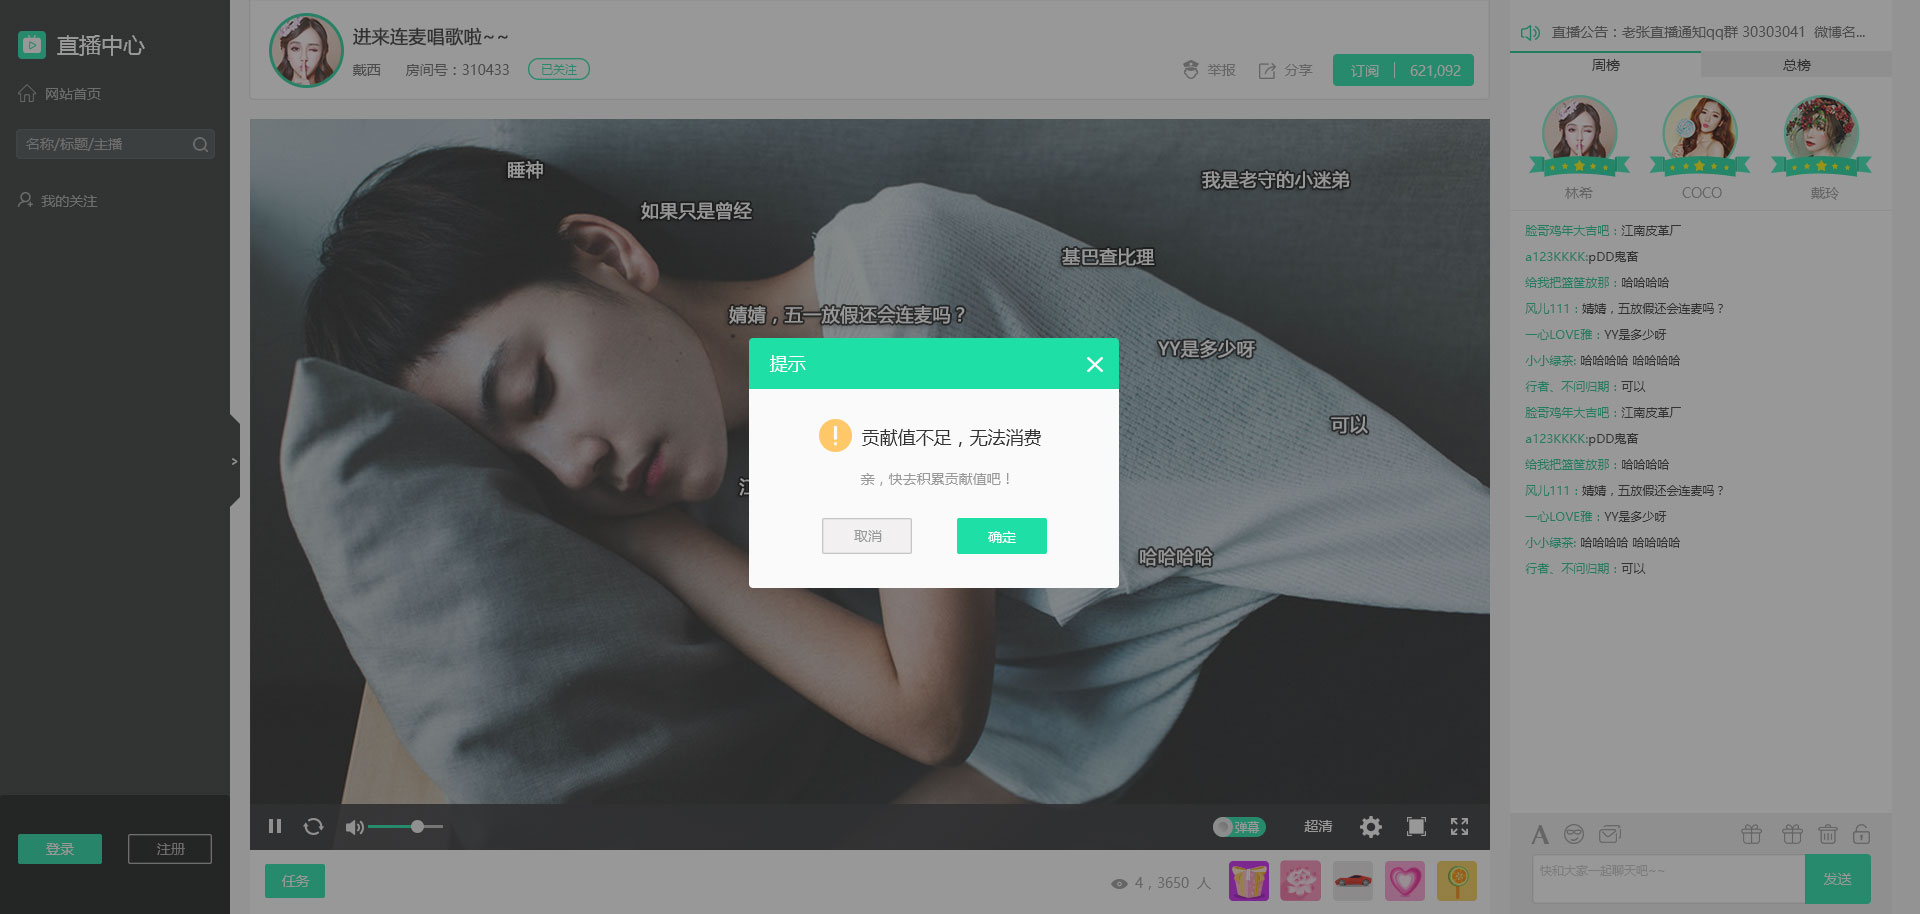 直播中心
网站首页
名称/标题/主播
我的关注
登录
注册
进来连麦唱歌啦~~
戴西 房间号：310433 已关注
举报 分享 订阅 621,092
睡神
我是老守的小迷弟
如果只是曾经
基巴查比理
婧婧，五一放假还会连麦吗？
YY是多少呀
可以
哈哈哈哈
提示
贡献值不足，无法消费
亲，快去积累贡献值吧！
取消 确定
弹幕 超清
任务
4，3650 人
直播公告：老张直播通知qq群 30303041 微博名...
周榜 总榜
林希 COCO 戴玲
脸哥鸡年大吉吧：江南皮革厂
a123KKKK:pDD鬼畜
给我把篮筐放那：哈哈哈哈
风儿111：婧婧，五放假还会连麦吗？
一心LOVE雅：YY是多少呀
小小绿茶: 哈哈哈哈 哈哈哈哈
行者、不问归期：可以
脸哥鸡年大吉吧：江南皮革厂
a123KKKK:pDD鬼畜
给我把篮筐放那：哈哈哈哈
风儿111：婧婧，五放假还会连麦吗？
一心LOVE雅：YY是多少呀
小小绿茶: 哈哈哈哈 哈哈哈哈
行者、不问归期：可以
快和大家一起聊天吧~~
发送